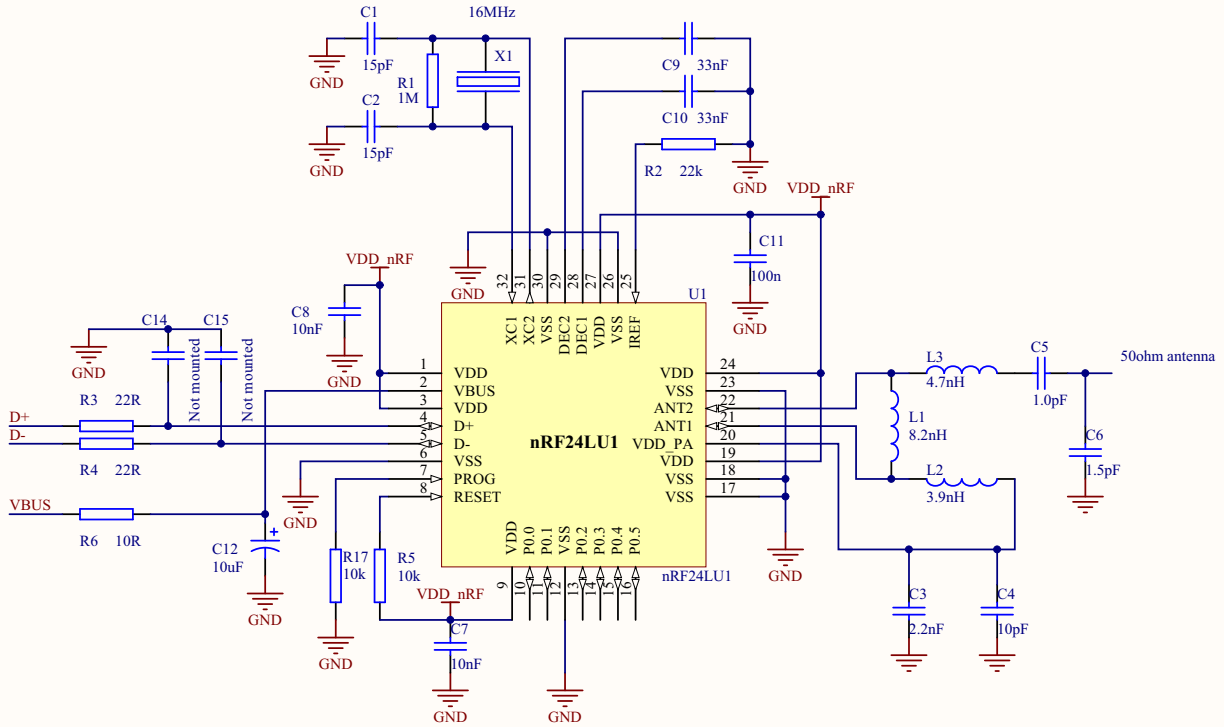 C1
15pF
GND
16MHz
X1
R1
1M
C2
15pF
GND
C9 33nF
C10 33nF
R2 22k
GND
VDD_nRF
C11
100n
GND
GND
VDD_nRF
C8
10nF
GND
C14
C15
Not mounted
Not mounted
GND
R3 22R
D+
D-
R4 22R
VBUS
R6 10R
C12
+
10uF
GND
GND
R17
10k
GND
R5
10k
VDD_nRF
C7
10nF
GND
GND
U1
nRF24LU1
nRF24LU1
32 31 30 29 28 27 26 25
XC1 XC2 VSS DEC2 DEC1 VDD VSS IREF
1 VDD
2 VBUS
3 VDD
4 D+
5 D-
6 VSS
7 PROG
8 RESET
24 VDD
23 VSS
22 ANT2
21 ANT1
20 VDD_PA
19 VDD
18 VSS
17 VSS
VDD P0.0 P0.1 VSS P0.2 P0.3 P0.4 P0.5
9 10 11 12 13 14 15 16
GND
L3
4.7nH
L1
8.2nH
L2
3.9nH
C5
1.0pF
50ohm antenna
C6
1.5pF
C3
2.2nF
C4
10pF